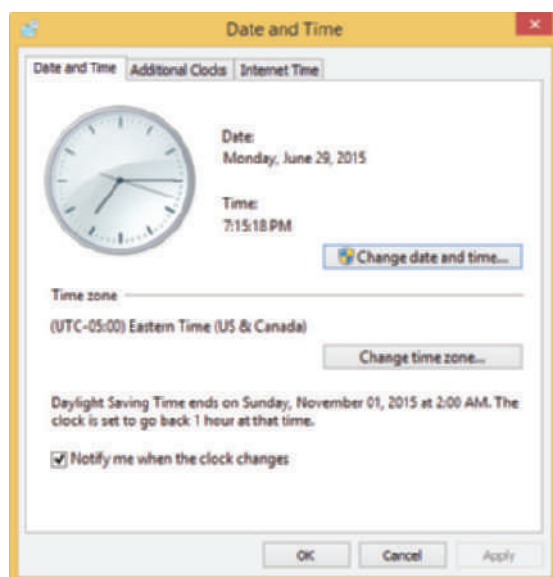 Date and Time
Date and Time
Additional Clocks
Internet Time
Date:
Monday, June 29, 2015
Time:
7:15:18 PM
Change date and time...
Time zone
(UTC-05:00) Eastern Time (US & Canada)
Change time zone...
Daylight Saving Time ends on Sunday, November 01, 2015 at 2:00 AM. The
clock is set to go back 1 hour at that time.
Notify me when the clock changes
OK
Cancel
Apply